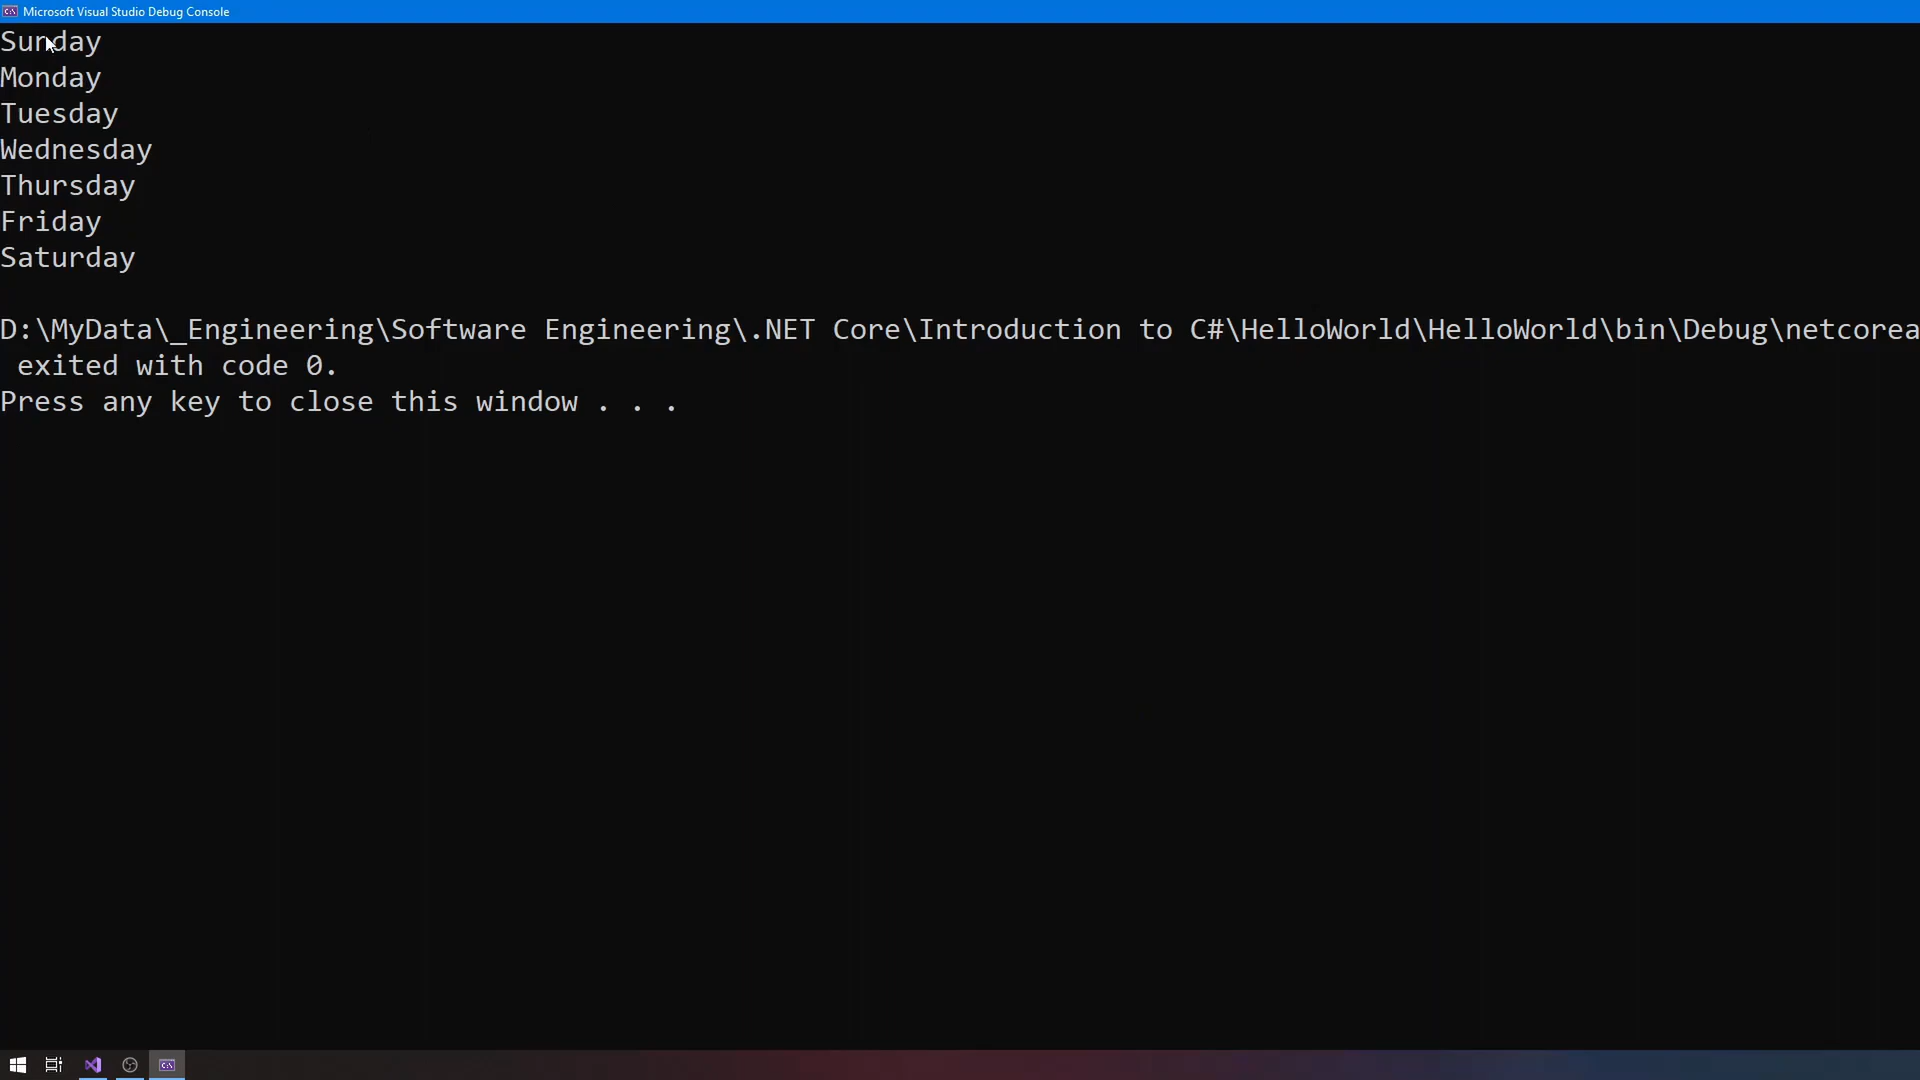 Microsoft Visual Studio Debug Console
Sunday
Monday
Tuesday
Wednesday
Thursday
Friday
Saturday
D:\MyData\_Engineering\Software Engineering\.NET Core\Introduction to C#\HelloWorld\HelloWorld\bin\Debug\netcorea
exited with code 0.
Press any key to close this window . . .